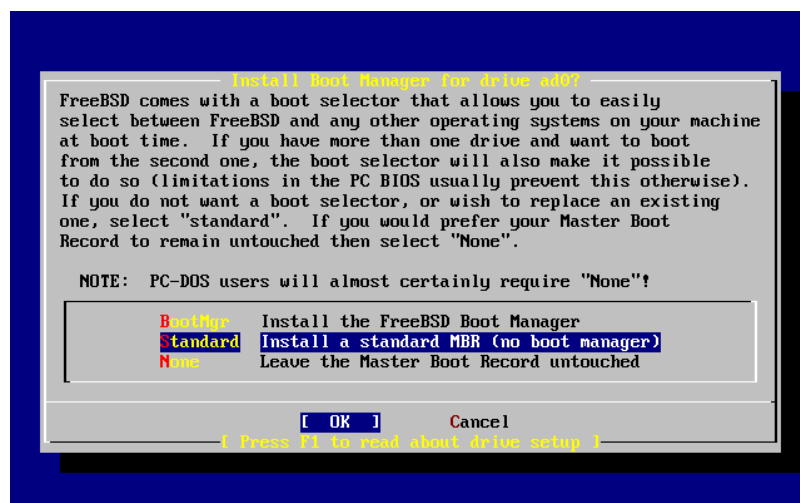 Install Boot Manager for drive ad0?
FreeBSD comes with a boot selector that allows you to easily
select between FreeBSD and any other operating systems on your machine
at boot time.  If you have more than one drive and want to boot
from the second one, the boot selector will also make it possible
to do so (limitations in the PC BIOS usually prevent this otherwise).
If you do not want a boot selector, or wish to replace an existing
one, select "standard".  If you would prefer your Master Boot
Record to remain untouched then select "None".
NOTE:  PC-DOS users will almost certainly require "None"!
BootMgr   Install the FreeBSD Boot Manager
Standard  Install a standard MBR (no boot manager)
None      Leave the Master Boot Record untouched
[  OK  ]       Cancel
[ Press F1 to read about drive setup ]